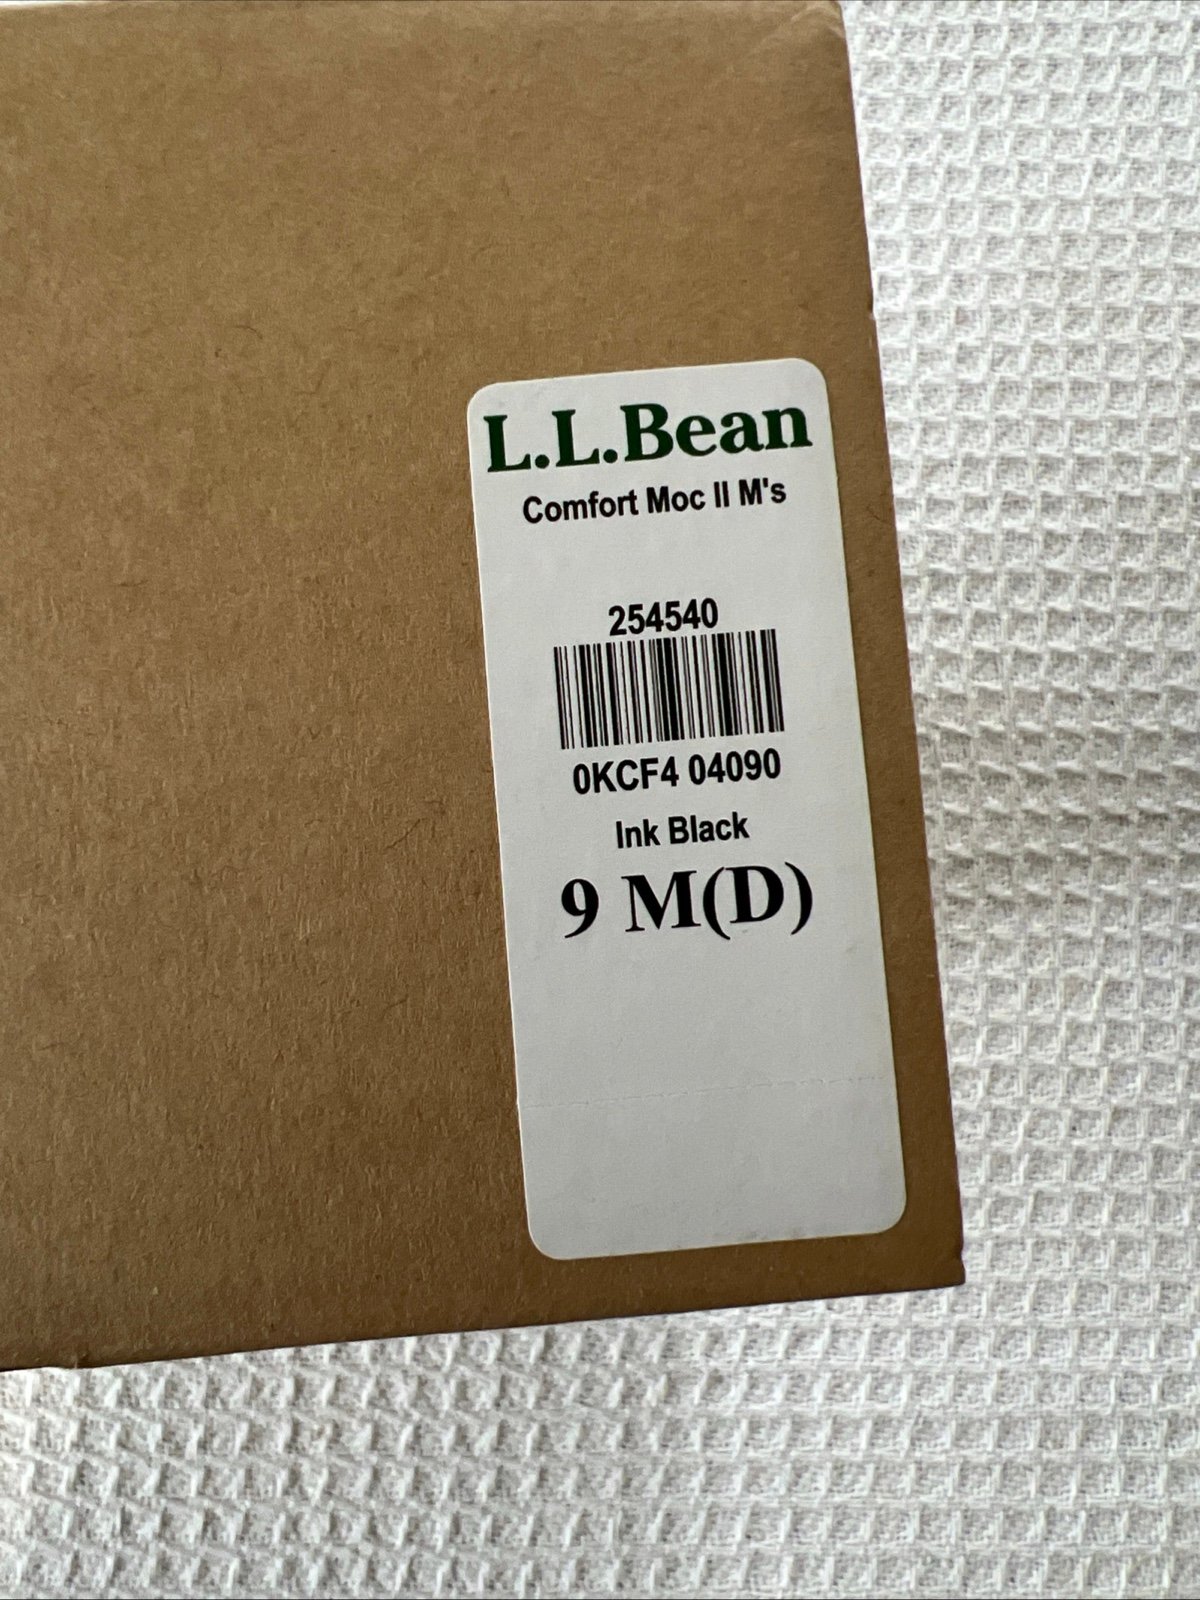 L.L.Bean
Comfort Moc II M's
254540
0KCF4 04090
Ink Black
9 M(D)